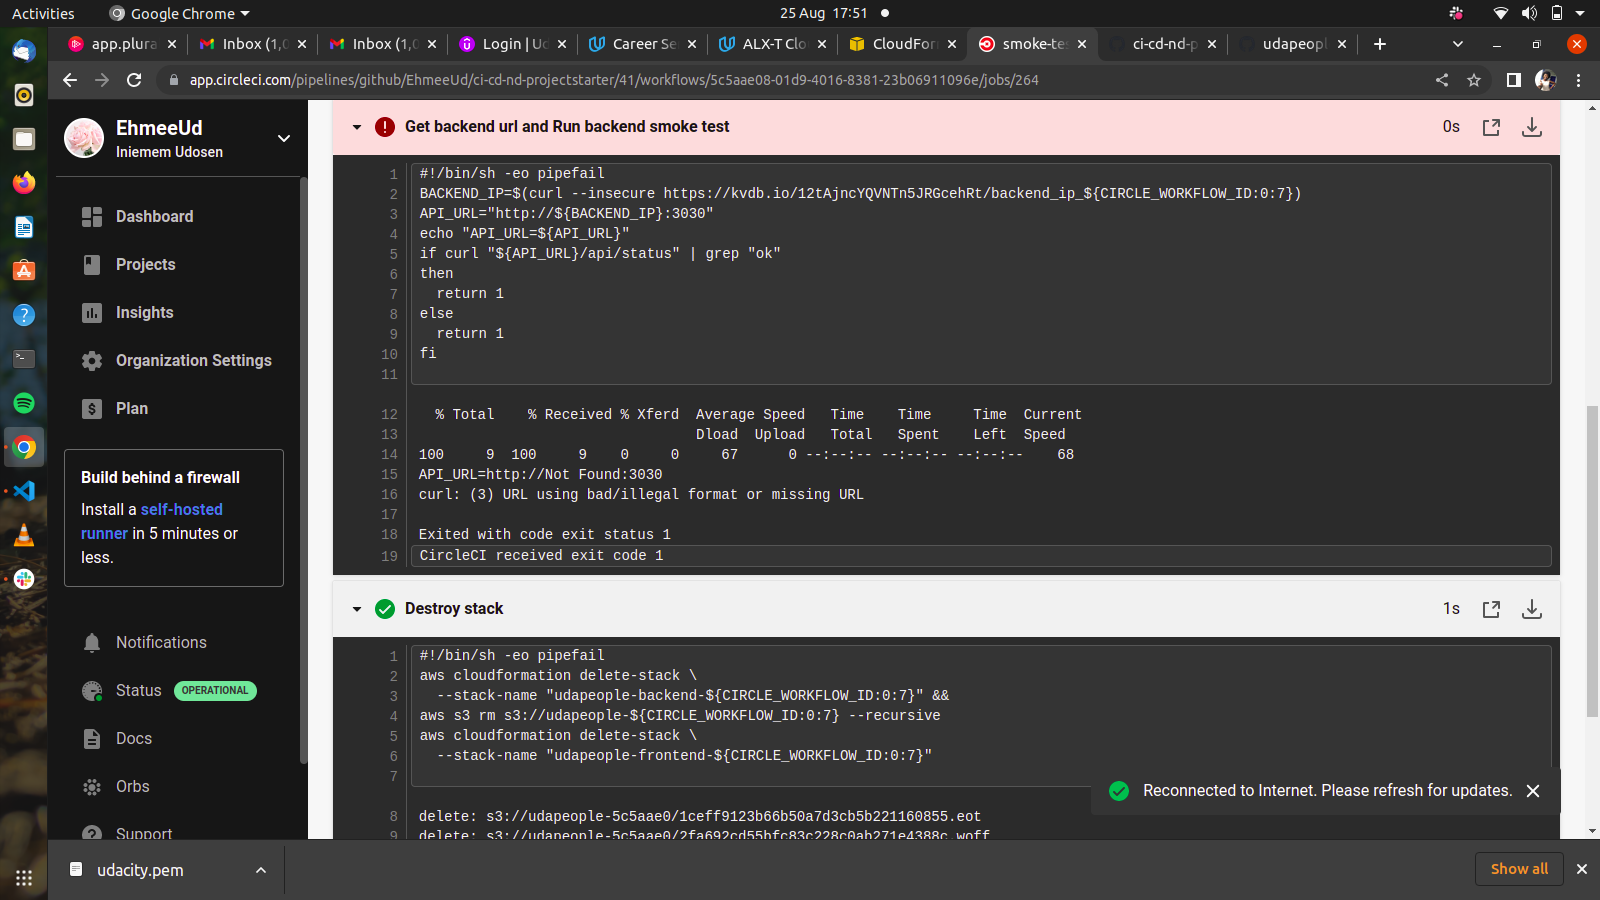 Activities
Google Chrome
25 Aug 17:51
app.plura
Inbox (1,0
Inbox (1,0
Login | Ud
Career Se
ALX-T Clo
CloudForm
smoke-tes
ci-cd-nd-p
udapeopl
app.circleci.com/pipelines/github/EhmeeUd/ci-cd-nd-projectstarter/41/workflows/5c5aae08-01d9-4016-8381-23b06911096e/jobs/264
EhmeeUd
Iniemem Udosen
Dashboard
Projects
Insights
Organization Settings
Plan
Build behind a firewall
Install a self-hosted
runner in 5 minutes or
less.
Notifications
Status OPERATIONAL
Docs
Orbs
Support
Get backend url and Run backend smoke test 0s
1 #!/bin/sh -eo pipefail
2 BACKEND_IP=$(curl --insecure https://kvdb.io/12tAjncYQVNTn5JRGcehRt/backend_ip_${CIRCLE_WORKFLOW_ID:0:7})
3 API_URL="http://${BACKEND_IP}:3030"
4 echo "API_URL=${API_URL}"
5 if curl "${API_URL}/api/status" | grep "ok"
6 then
7 return 1
8 else
9 return 1
10 fi
11
12 % Total % Received % Xferd Average Speed Time Time Time Current
13 Dload Upload Total Spent Left Speed
14 100 9 100 9 0 0 67 0 --:--:-- --:--:-- --:--:-- 68
15 API_URL=http://Not Found:3030
16 curl: (3) URL using bad/illegal format or missing URL
17
18 Exited with code exit status 1
19 CircleCI received exit code 1
Destroy stack 1s
1 #!/bin/sh -eo pipefail
2 aws cloudformation delete-stack \
3 --stack-name "udapeople-backend-${CIRCLE_WORKFLOW_ID:0:7}" &&
4 aws s3 rm s3://udapeople-${CIRCLE_WORKFLOW_ID:0:7} --recursive
5 aws cloudformation delete-stack \
6 --stack-name "udapeople-frontend-${CIRCLE_WORKFLOW_ID:0:7}"
7
8 delete: s3://udapeople-5c5aae0/1ceff9123b66b50a7d3cb5b221160855.eot
9 delete: s3://udapeople-5c5aae0/2fa692cd55bfc83c228c0ab271e4388c.woff
Reconnected to Internet. Please refresh for updates.
udacity.pem
Show all